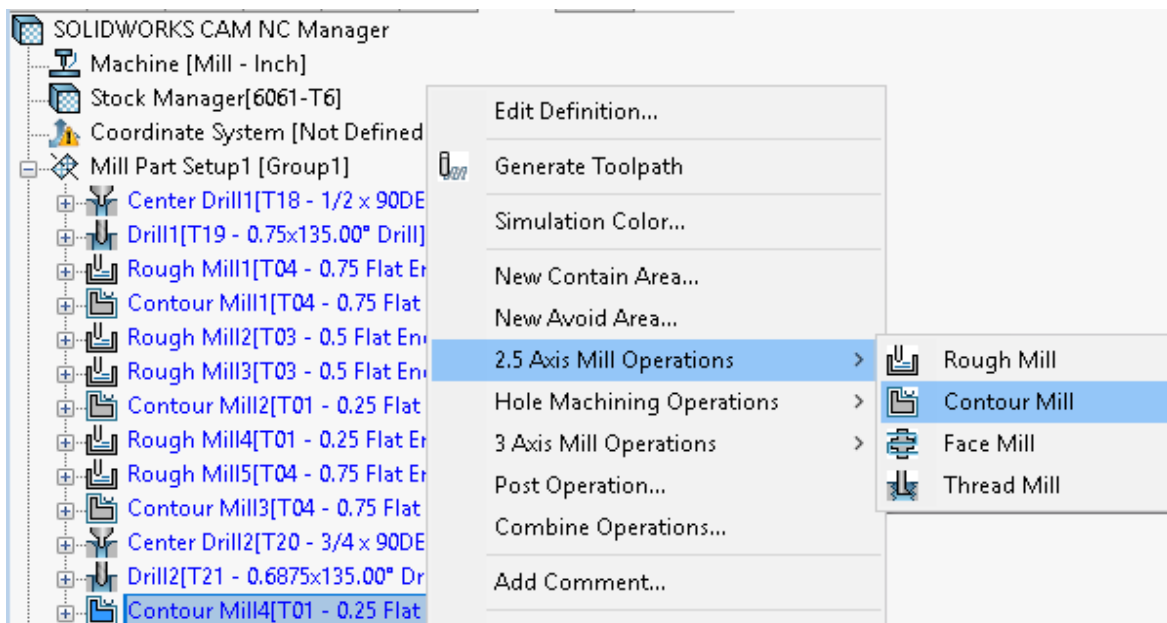 SOLIDWORKS CAM NC Manager
Machine [Mill - Inch]
Stock Manager[6061-T6]
Coordinate System [Not Defined
Mill Part Setup1 [Group1]
Center Drill1[T18 - 1/2 x 90DE
Drill1[T19 - 0.75x135.00° Drill]
Rough Mill1[T04 - 0.75 Flat Er
Contour Mill1[T04 - 0.75 Flat
Rough Mill2[T03 - 0.5 Flat En
Rough Mill3[T03 - 0.5 Flat En
Contour Mill2[T01 - 0.25 Flat
Rough Mill4[T01 - 0.25 Flat Er
Rough Mill5[T04 - 0.75 Flat Er
Contour Mill3[T04 - 0.75 Flat
Center Drill2[T20 - 3/4 x 90DE
Drill2[T21 - 0.6875x135.00° Dr
Contour Mill4[T01 - 0.25 Flat
Edit Definition...
Generate Toolpath
Simulation Color...
New Contain Area...
New Avoid Area...
2.5 Axis Mill Operations
Hole Machining Operations
3 Axis Mill Operations
Post Operation...
Combine Operations...
Add Comment...
Rough Mill
Contour Mill
Face Mill
Thread Mill